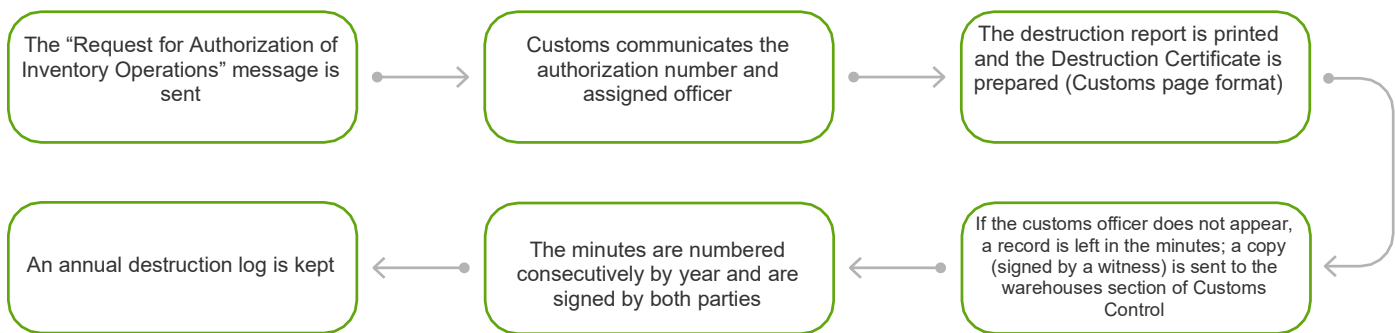 The “Request for Authorization of
Inventory Operations” message is
sent
Customs communicates the
authorization number and
assigned officer
The destruction report is printed
and the Destruction Certificate is
prepared (Customs page format)
If the customs officer does not appear,
a record is left in the minutes; a copy
(signed by a witness) is sent to the
warehouses section of Customs
Control
The minutes are numbered
consecutively by year and are
signed by both parties
An annual destruction log is kept